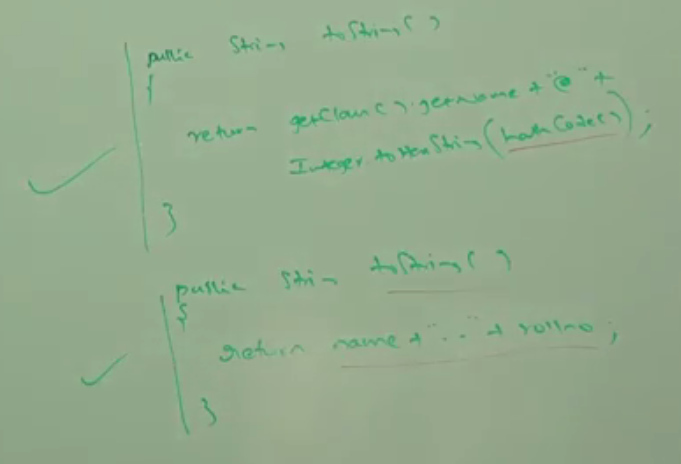 public String toString()
{
return getClass().getName + "@" +
Integer.toHexString(hashCode());
}
public String toString()
{
return name + ".." + rollno;
}